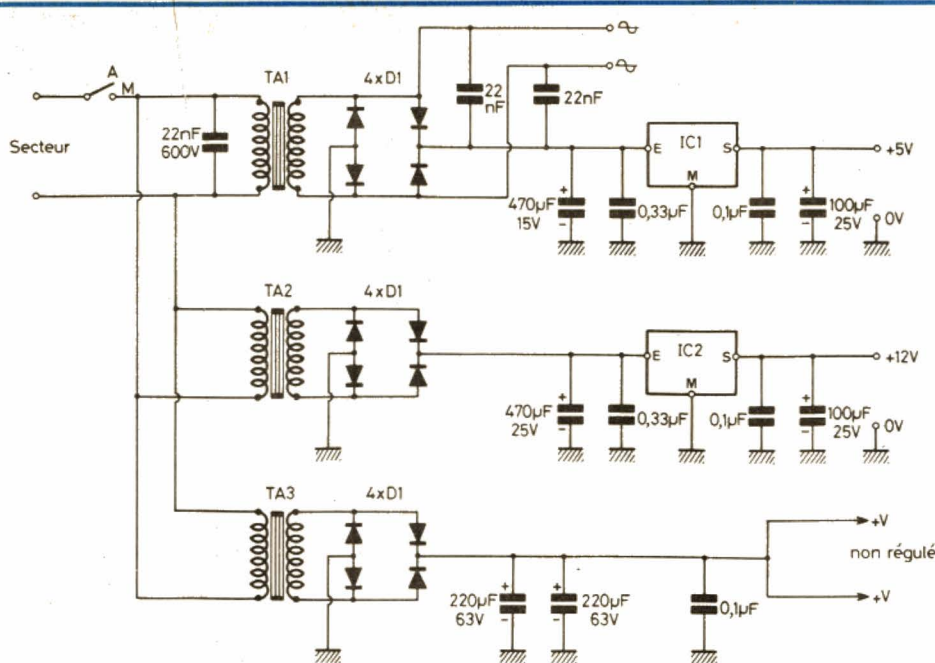 A
M
Secteur
22nF
600V
TA1
4xD1
22
nF
22nF
E
IC1
S
M
470µF
15V
+
−
0,33µF
0,1µF
+
−
100µF
25V
+5V
0V
TA2
4xD1
E
IC2
S
M
470µF
25V
+
−
0,33µF
0,1µF
+
−
100µF
25V
+12V
0V
TA3
4xD1
+
−
220µF
63V
+
−
220µF
63V
0,1µF
+V
non régulé
+V